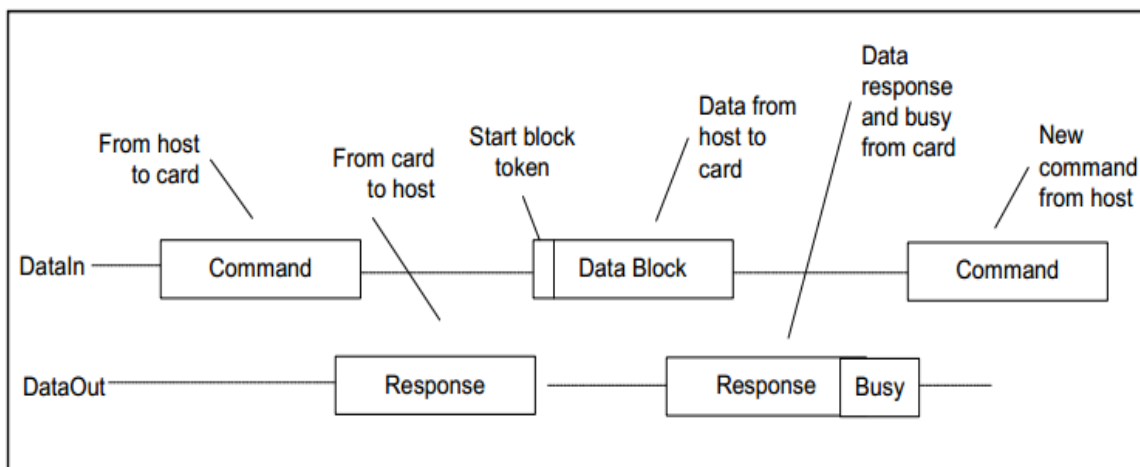 From host
to card
From card
to host
Start block
token
Data from
host to
card
Data
response
and busy
from card
New
command
from host
DataIn
Command
Data Block
Command
DataOut
Response
Response
Busy